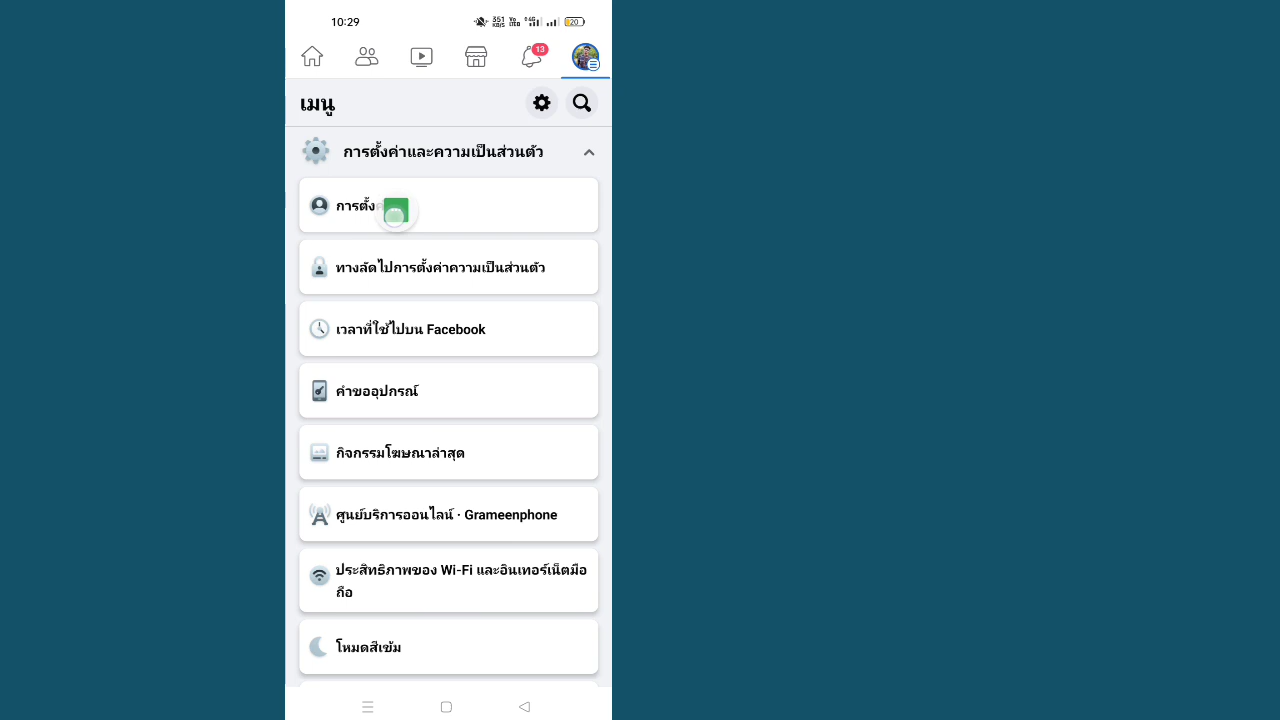 10:29
351
KB/S
Vo
LTE
4G
20
13
เมนู
การตั้งค่าและความเป็นส่วนตัว
การตั้ง
ทางลัดไปการตั้งค่าความเป็นส่วนตัว
เวลาที่ใช้ไปบน Facebook
คำขออุปกรณ์
กิจกรรมโฆษณาล่าสุด
ศูนย์บริการออนไลน์ · Grameenphone
ประสิทธิภาพของ Wi-Fi และอินเทอร์เน็ตมือ
ถือ
โหมดสีเข้ม